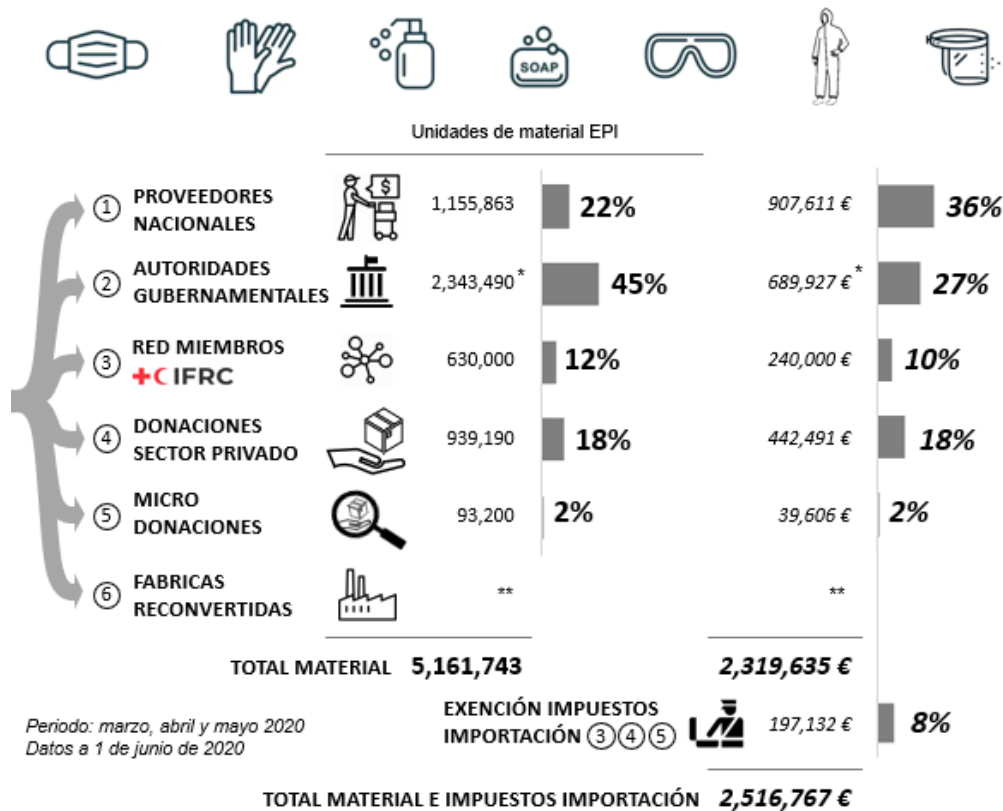 SOAP
Unidades de material EPI
1 PROVEEDORES
NACIONALES
$
1,155,863
22%
907,611 €
36%
2 AUTORIDADES
GUBERNAMENTALES
2,343,490*
45%
689,927 €*
27%
3 RED MIEMBROS
IFRC
630,000
12%
240,000 €
10%
4 DONACIONES
SECTOR PRIVADO
939,190
18%
442,491 €
18%
5 MICRO
DONACIONES
93,200
2%
39,606 €
2%
6 FABRICAS
RECONVERTIDAS
**
**
TOTAL MATERIAL 5,161,743 2,319,635 €
Periodo: marzo, abril y mayo 2020
Datos a 1 de junio de 2020
EXENCIÓN IMPUESTOS
IMPORTACIÓN 3 4 5
197,132 €
8%
TOTAL MATERIAL E IMPUESTOS IMPORTACIÓN 2,516,767 €